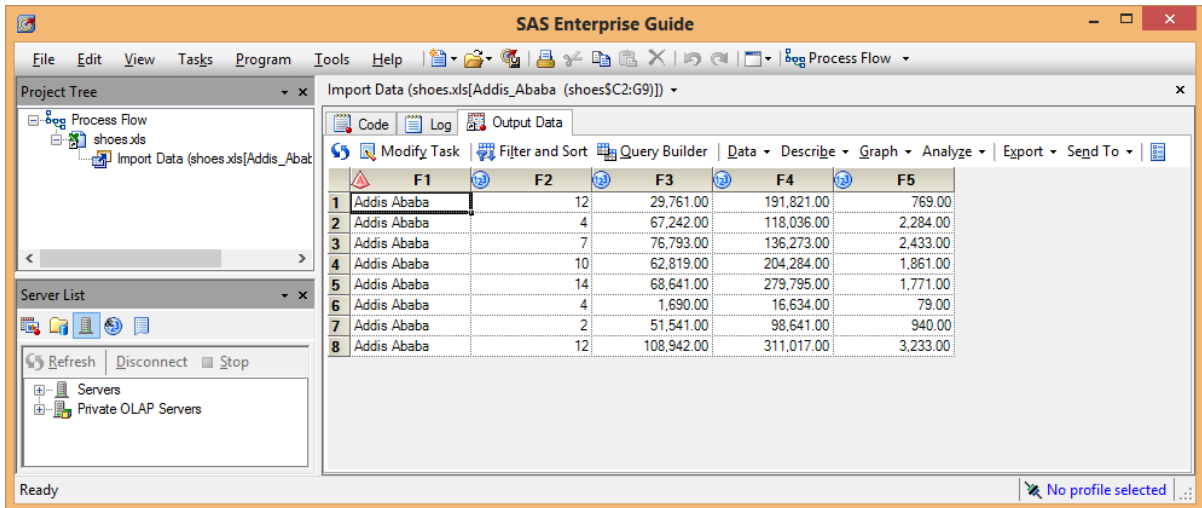 SAS Enterprise Guide
File Edit View Tasks Program Tools Help Process Flow
Project Tree
Process Flow
shoes.xls
Import Data (shoes.xls[Addis_Abat
Server List
Refresh Disconnect Stop
Servers
Private OLAP Servers
Import Data (shoes.xls[Addis_Ababa (shoes$C2:G9)])
Code Log Output Data
Modify Task Filter and Sort Query Builder Data Describe Graph Analyze Export Send To
F1 F2 F3 F4 F5
1 Addis Ababa 12 29,761.00 191,821.00 769.00
2 Addis Ababa 4 67,242.00 118,036.00 2,284.00
3 Addis Ababa 7 76,793.00 136,273.00 2,433.00
4 Addis Ababa 10 62,819.00 204,284.00 1,861.00
5 Addis Ababa 14 68,641.00 279,795.00 1,771.00
6 Addis Ababa 4 1,690.00 16,634.00 79.00
7 Addis Ababa 2 51,541.00 98,641.00 940.00
8 Addis Ababa 12 108,942.00 311,017.00 3,233.00
Ready
No profile selected